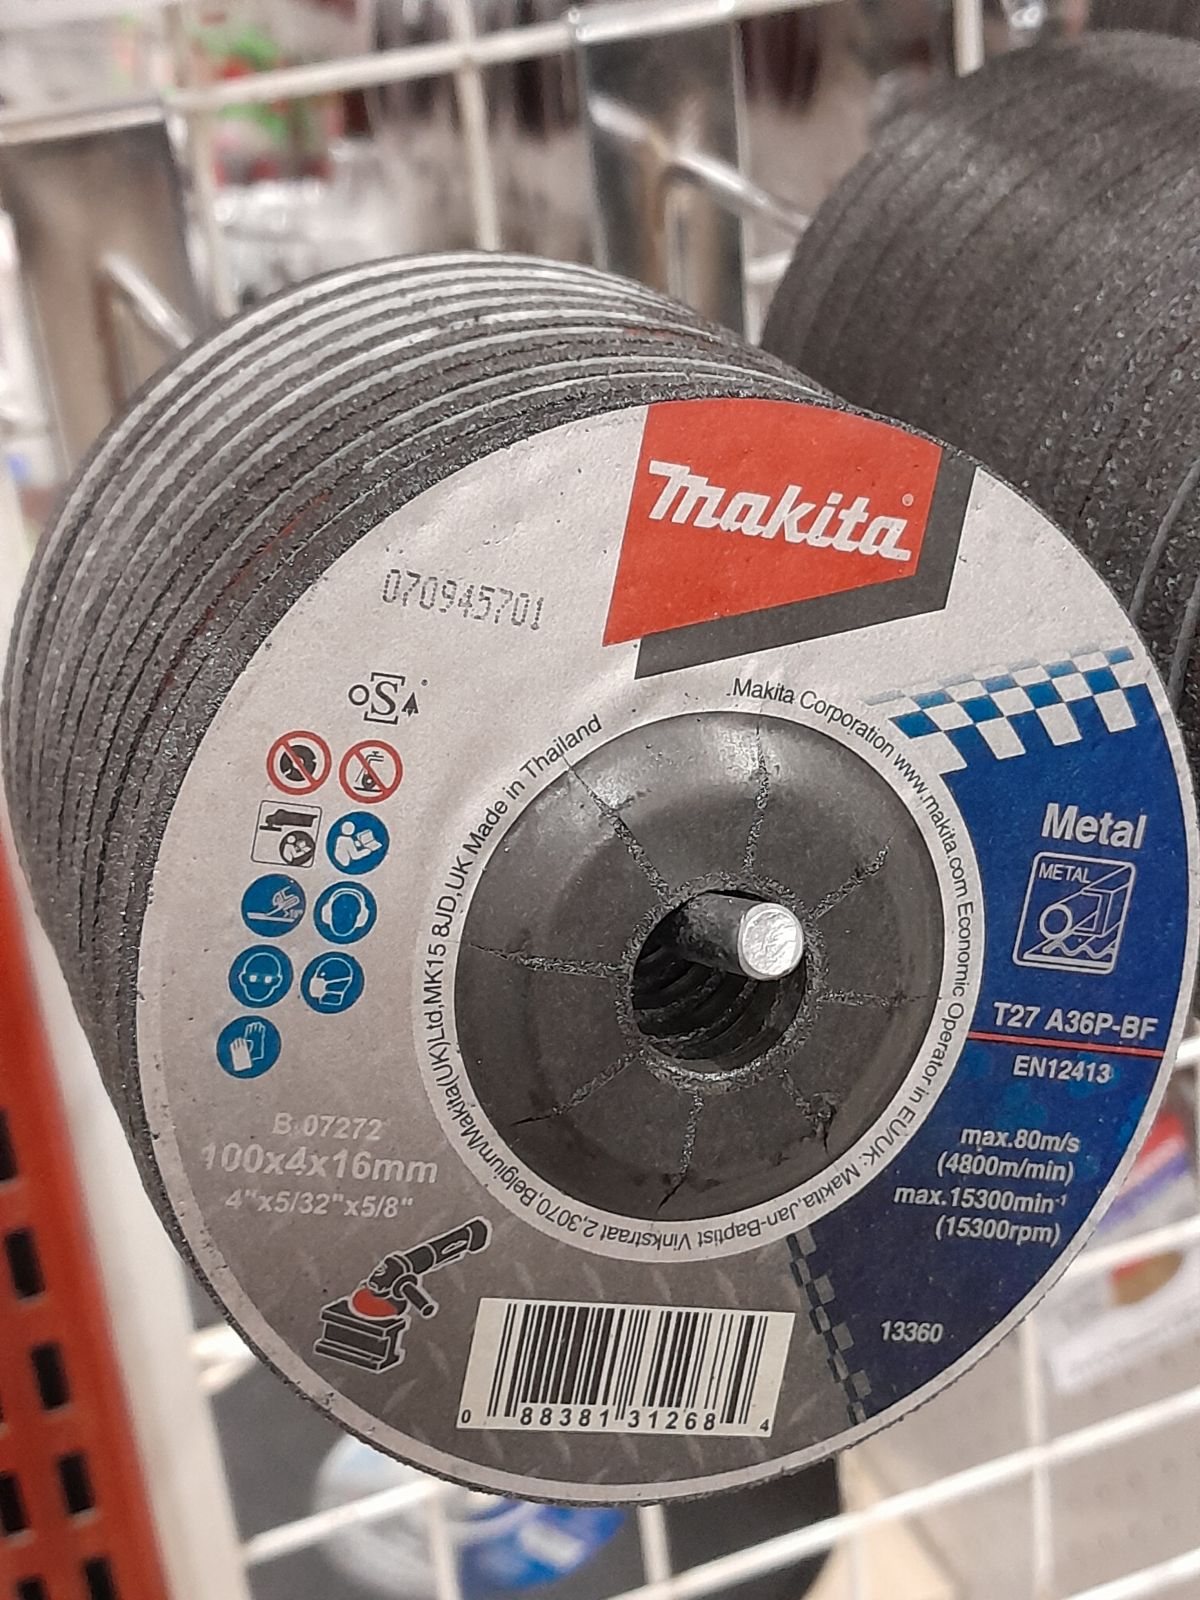 makita
070945701
oSA
Makita Corporation www.makita.com Economic Operator in EU/UK: Makita,Jan-Baptist Vinkstraat 2,3070,Belgium/Makita(UK)Ltd,MK15 8JD,UK Made in Thailand
Metal
METAL
T27 A36P-BF
EN12413
max.80m/s
(4800m/min)
max.15300min⁻¹
(15300rpm)
B-07272
100x4x16mm
4"x5/32"x5/8"
13360
0 88381 31268 4